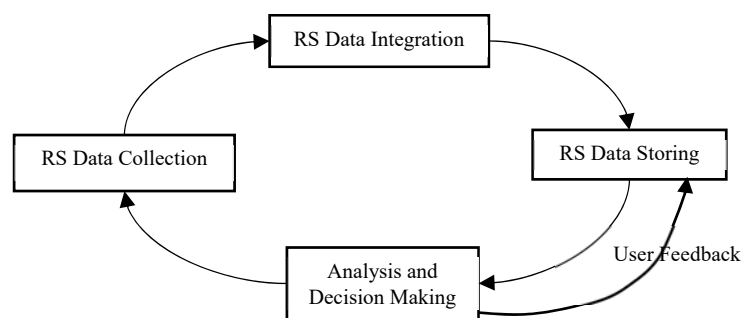 RS Data Integration
RS Data Collection
RS Data Storing
User Feedback
Analysis and
Decision Making